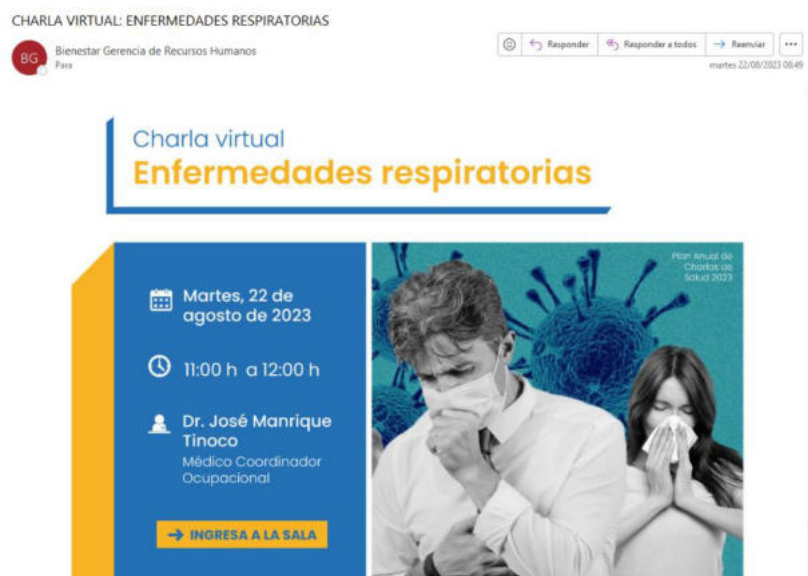 CHARLA VIRTUAL: ENFERMEDADES RESPIRATORIAS
BG
Bienestar Gerencia de Recursos Humanos
Para
Responder
Responder a todos
Reenviar
martes 22/08/2023 08:49
Charla virtual
Enfermedades respiratorias
Plan Anual de
Charlas de
Salud 2023
Martes, 22 de
agosto de 2023
11:00 h a 12:00 h
Dr. José Manrique
Tinoco
Médico Coordinador
Ocupacional
INGRESA A LA SALA